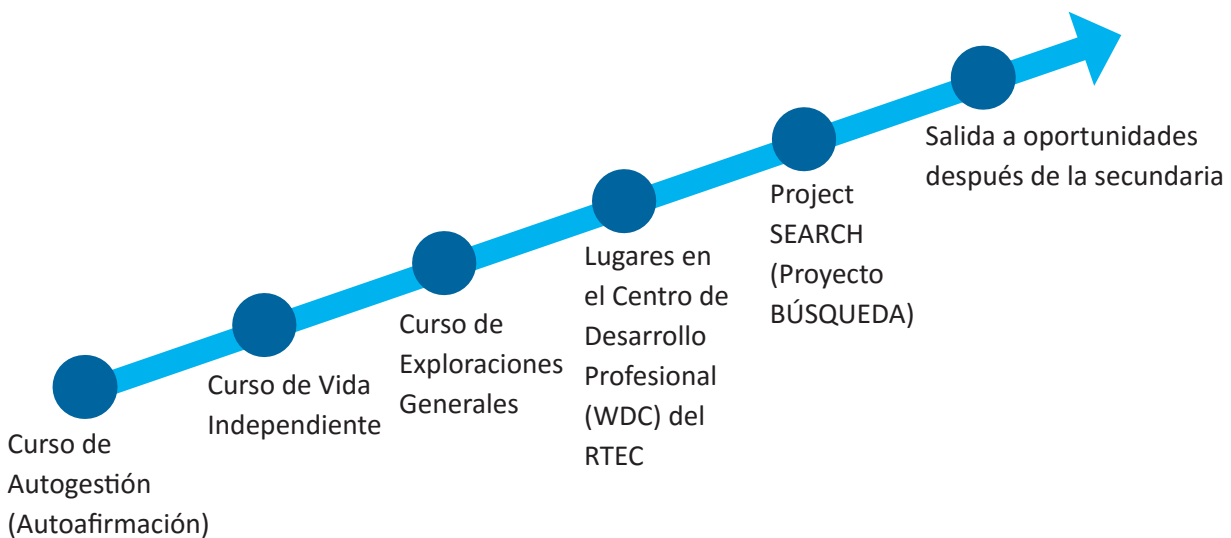 Curso de
Autogestión
(Autoafirmación)
Curso de Vida
Independiente
Curso de
Exploraciones
Generales
Lugares en
el Centro de
Desarrollo
Profesional
(WDC) del
RTEC
Project
SEARCH
(Proyecto
BÚSQUEDA)
Salida a oportunidades
después de la secundaria